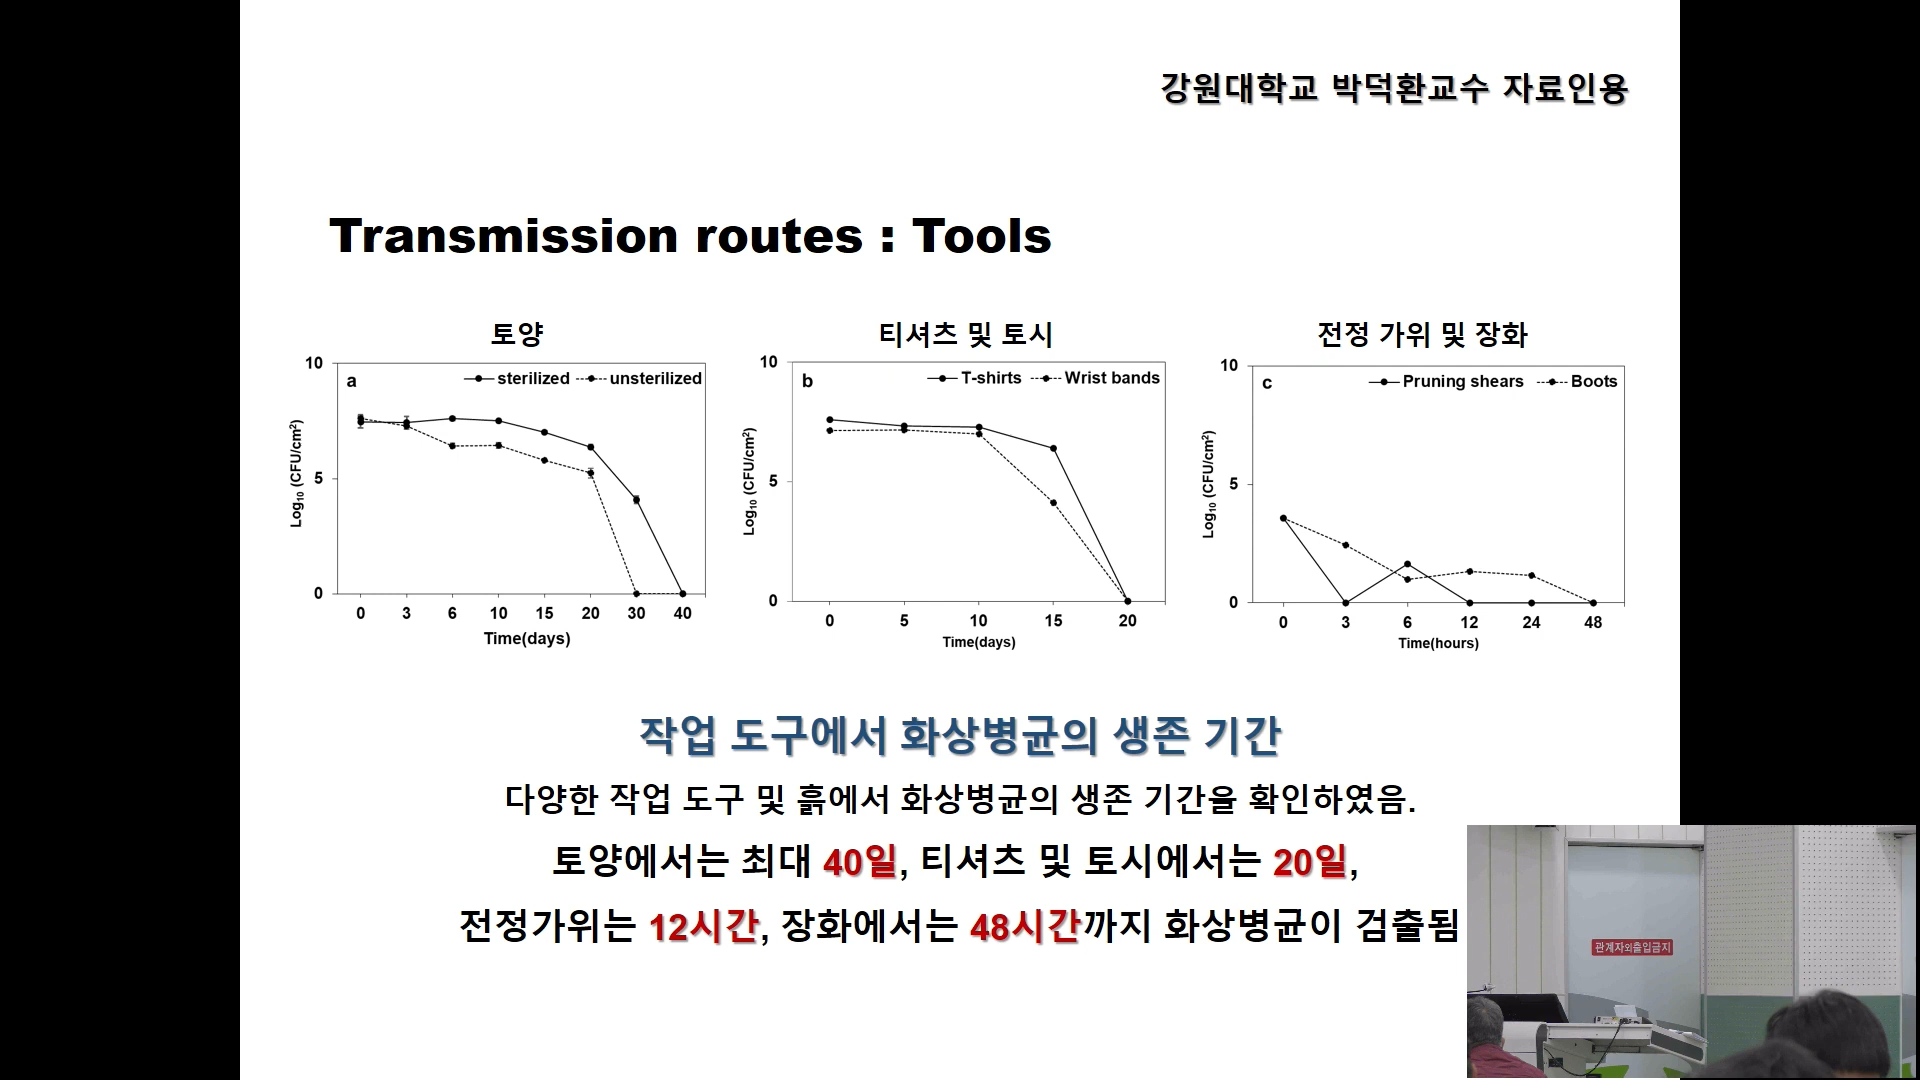 강원대학교 박덕환교수 자료인용
Transmission routes : Tools
토양
10
a
sterilized
unsterilized
Log10 (CFU/cm2)
5
0
0 3 6 10 15 20 30 40
Time(days)
티셔츠 및 토시
10
b
T-shirts
Wrist bands
Log10 (CFU/cm2)
5
0
0 5 10 15 20
Time(days)
전정 가위 및 장화
10
c
Pruning shears
Boots
Log10 (CFU/cm2)
5
0
0 3 6 12 24 48
Time(hours)
작업 도구에서 화상병균의 생존 기간
다양한 작업 도구 및 흙에서 화상병균의 생존 기간을 확인하였음.
토양에서는 최대 40일, 티셔츠 및 토시에서는 20일,
전정가위는 12시간, 장화에서는 48시간까지 화상병균이 검출됨
관계자외출입금지